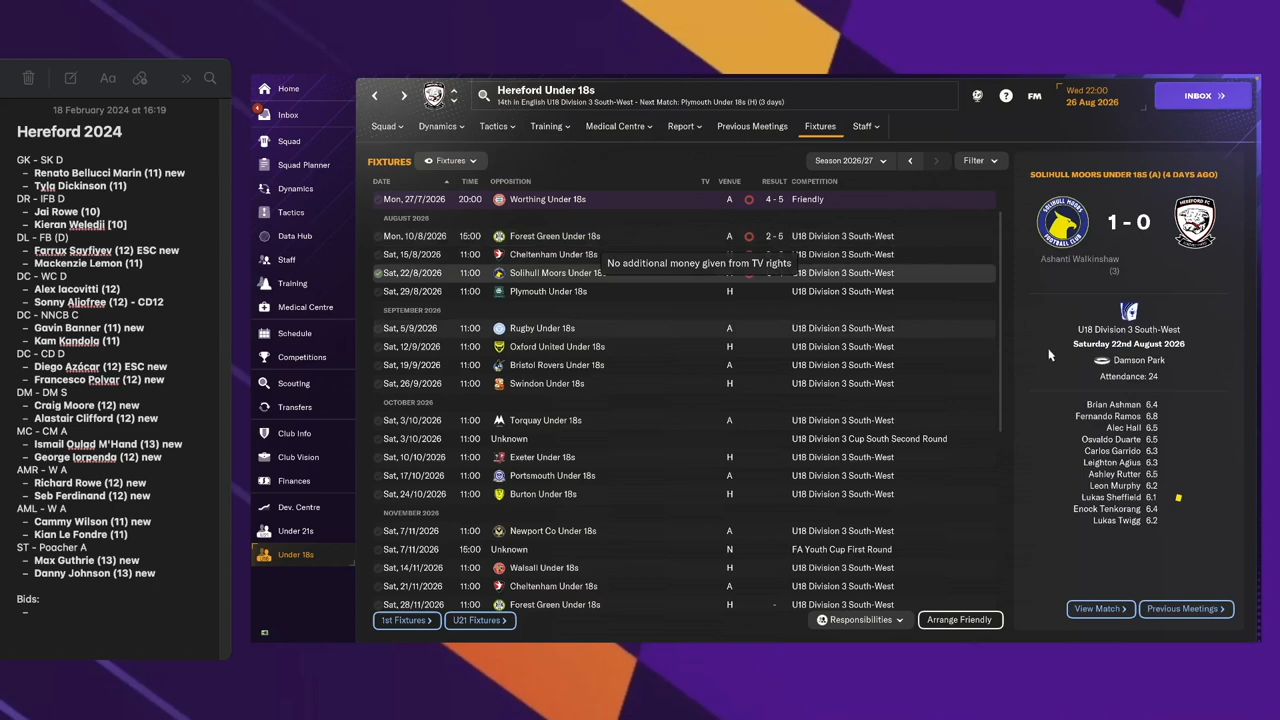 18 February 2024 at 16:19
Hereford 2024
GK - SK D
– Renato Bellucci Marin (11) new
– Tyla Dickinson (11)
DR - IFB D
– Jai Rowe (10)
– Kieran Weledji [10]
DL - FB (D)
– Farrux Sayfiyev (12) ESC new
– Mackenzie Lemon (11)
DC - WC D
– Alex Iacovitti (12)
– Sonny Aljofree (12) - CD12
DC - NNCB C
– Gavin Banner (11) new
– Kam Kandola (11)
DC - CD D
– Diego Azócar (12) ESC new
– Francesco Polvar (12) new
DM - DM S
– Craig Moore (12) new
– Alastair Clifford (12) new
MC - CM A
– Ismail Oulad M'Hand (13) new
– George Iorpenda (12) new
AMR - W A
– Richard Rowe (12) new
– Seb Ferdinand (12) new
AML - W A
– Cammy Wilson (11) new
– Kian Le Fondre (11)
ST - Poacher A
– Max Guthrie (13) new
– Danny Johnson (13) new
Bids:
–
Home
Inbox
Squad
Squad Planner
Dynamics
Tactics
Data Hub
Staff
Training
Medical Centre
Schedule
Competitions
Scouting
Transfers
Club Info
Club Vision
Finances
Dev. Centre
Under 21s
Under 18s
Hereford Under 18s
14th in English U18 Division 3 South-West - Next Match: Plymouth Under 18s (H) (3 days)
FM
Wed 22:00
26 Aug 2026
INBOX
Squad Dynamics Tactics Training Medical Centre Report Previous Meetings Fixtures Staff
FIXTURES Fixtures Season 2026/27 Filter
DATE TIME OPPOSITION TV VENUE RESULT COMPETITION
Mon, 27/7/2026 20:00 Worthing Under 18s A 4 - 5 Friendly
AUGUST 2026
Mon, 10/8/2026 15:00 Forest Green Under 18s A 2 - 5 U18 Division 3 South-West
Sat, 15/8/2026 11:00 Cheltenham Under 18s H U18 Division 3 South-West
No additional money given from TV rights
Sat, 22/8/2026 11:00 Solihull Moors Under 18s U18 Division 3 South-West
Sat, 29/8/2026 11:00 Plymouth Under 18s H U18 Division 3 South-West
SEPTEMBER 2026
Sat, 5/9/2026 11:00 Rugby Under 18s A U18 Division 3 South-West
Sat, 12/9/2026 11:00 Oxford United Under 18s H U18 Division 3 South-West
Sat, 19/9/2026 11:00 Bristol Rovers Under 18s A U18 Division 3 South-West
Sat, 26/9/2026 11:00 Swindon Under 18s H U18 Division 3 South-West
OCTOBER 2026
Sat, 3/10/2026 11:00 Torquay Under 18s A U18 Division 3 South-West
Sat, 3/10/2026 11:00 Unknown U18 Division 3 Cup South Second Round
Sat, 10/10/2026 11:00 Exeter Under 18s H U18 Division 3 South-West
Sat, 17/10/2026 11:00 Portsmouth Under 18s A U18 Division 3 South-West
Sat, 24/10/2026 11:00 Burton Under 18s H U18 Division 3 South-West
NOVEMBER 2026
Sat, 7/11/2026 11:00 Newport Co Under 18s A U18 Division 3 South-West
Sat, 7/11/2026 15:00 Unknown N FA Youth Cup First Round
Sat, 14/11/2026 11:00 Walsall Under 18s H U18 Division 3 South-West
Sat, 21/11/2026 11:00 Cheltenham Under 18s A U18 Division 3 South-West
Sat, 28/11/2026 11:00 Forest Green Under 18s H - U18 Division 3 South-West
1st Fixtures U21 Fixtures Responsibilities Arrange Friendly
SOLIHULL MOORS UNDER 18S (A) (4 DAYS AGO)
1 - 0
Ashanti Walkinshaw
(3)
U18 Division 3 South-West
Saturday 22nd August 2026
Damson Park
Attendance: 24
Brian Ashman 6.4
Fernando Ramos 6.8
Alec Hall 6.5
Osvaldo Duarte 6.5
Carlos Garrido 6.3
Leighton Agius 6.3
Ashley Rutter 6.5
Leon Murphy 6.2
Lukas Sheffield 6.1
Enock Tenkorang 6.4
Lukas Twigg 6.2
View Match Previous Meetings